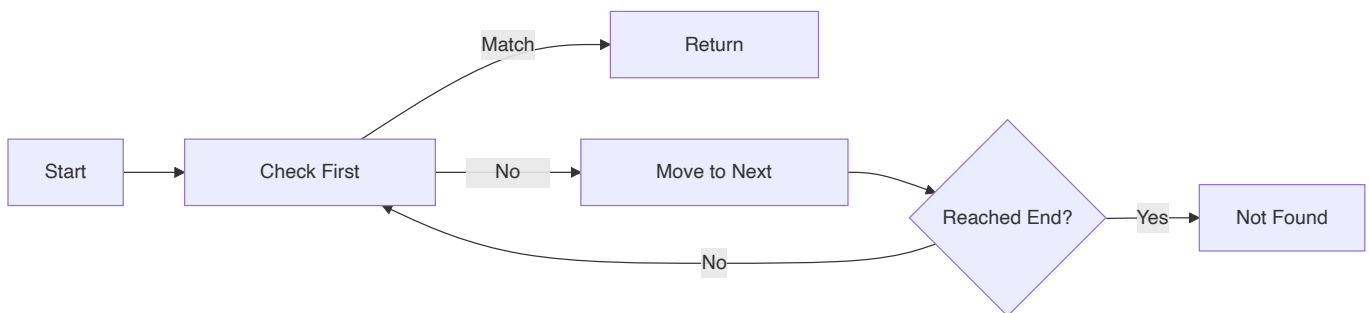 Match
Return
Start
Check First
No
Move to Next
Reached End?
Yes
Not Found
No